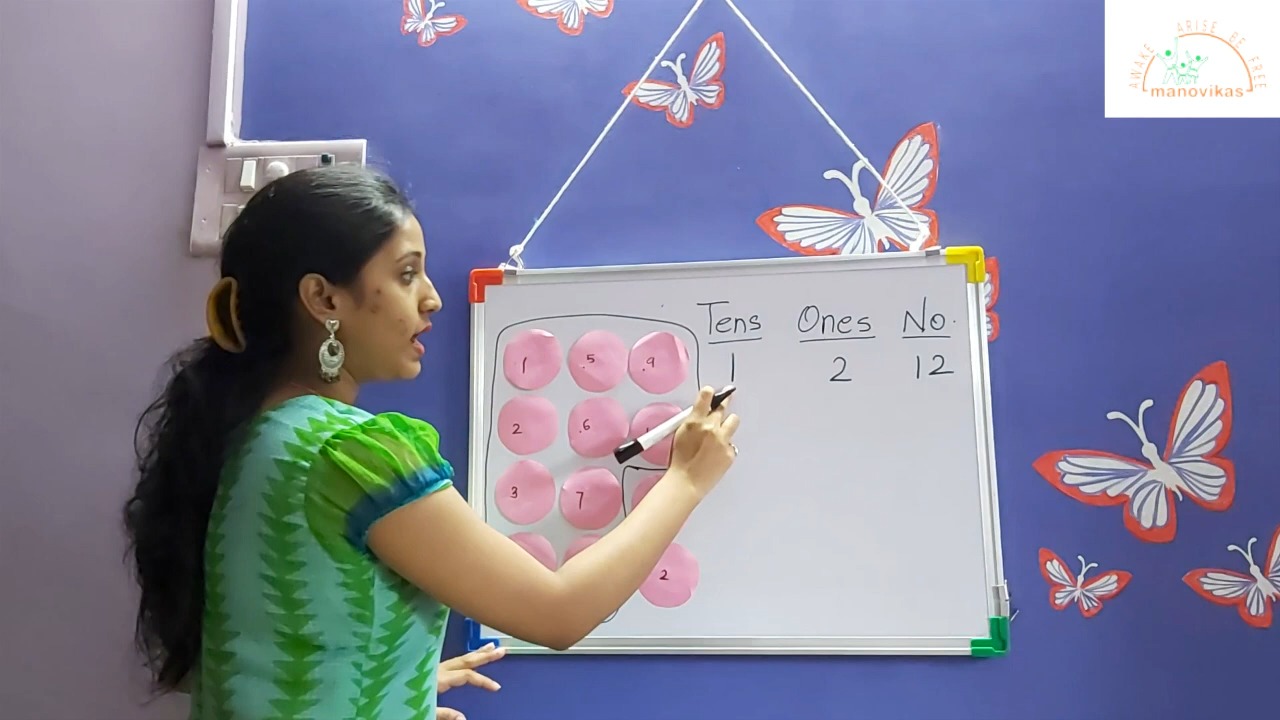 AWAKE ARISE BE FREE
manovikas
Tens Ones No.
1 2 12
1 .5 .9
2 .6
3 7
2